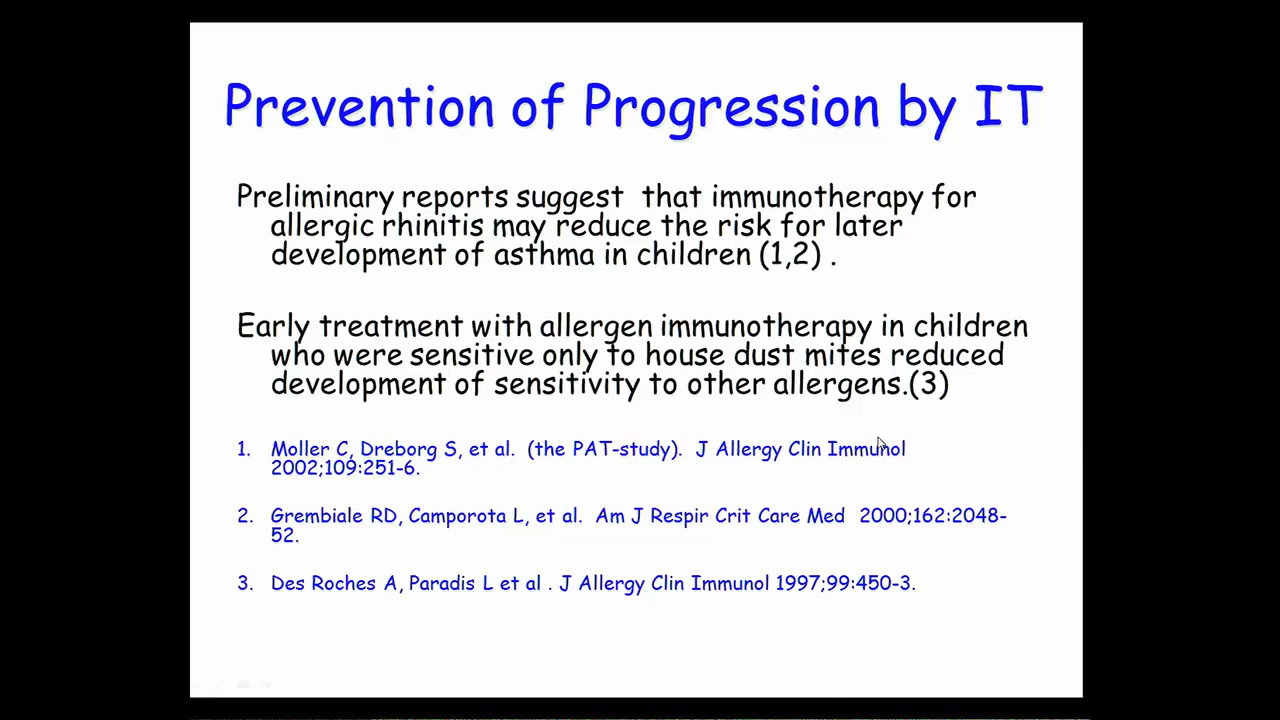 Prevention of Progression by IT
Preliminary reports suggest that immunotherapy for
allergic rhinitis may reduce the risk for later
development of asthma in children (1,2) .
Early treatment with allergen immunotherapy in children
who were sensitive only to house dust mites reduced
development of sensitivity to other allergens.(3)
1. Moller C, Dreborg S, et al. (the PAT-study). J Allergy Clin Immunol
2002;109:251-6.
2. Grembiale RD, Camporota L, et al. Am J Respir Crit Care Med 2000;162:2048-
52.
3. Des Roches A, Paradis L et al . J Allergy Clin Immunol 1997;99:450-3.